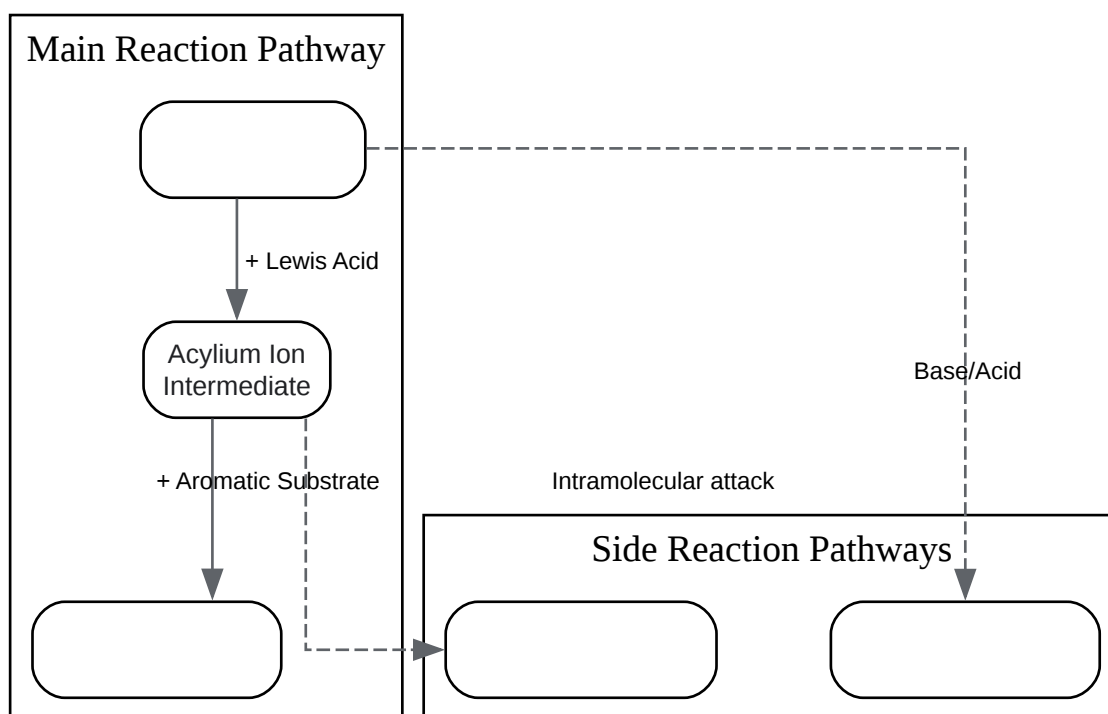 Main Reaction Pathway
+ Lewis Acid
Acylium Ion
Intermediate
Base/Acid
+ Aromatic Substrate
Intramolecular attack
Side Reaction Pathways